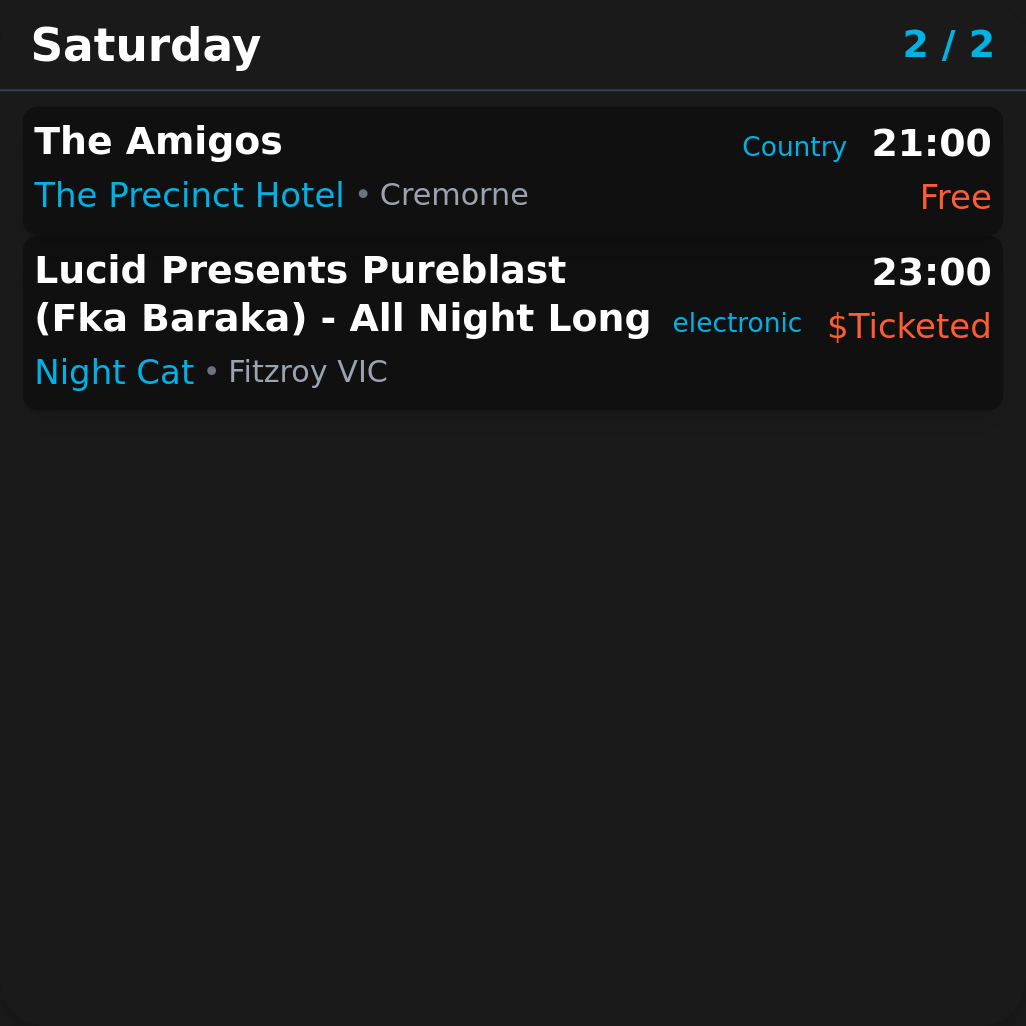 Saturday 2 / 2
The Amigos Country 21:00
The Precinct Hotel • Cremorne Free
Lucid Presents Pureblast 23:00
(Fka Baraka) - All Night Long electronic $Ticketed
Night Cat • Fitzroy VIC